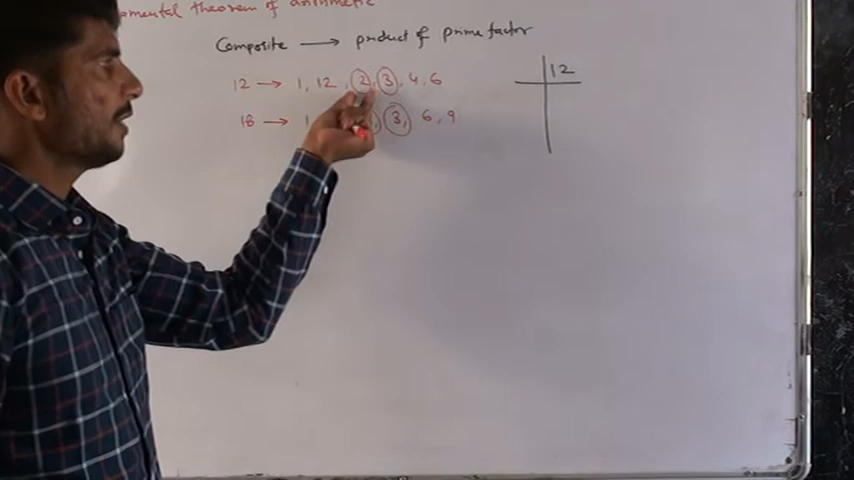 theorem of arithmetic
Composite → product of prime factor
12 → 1, 12, 2, 3, 4, 6
12
18 → 1 3, 6, 9